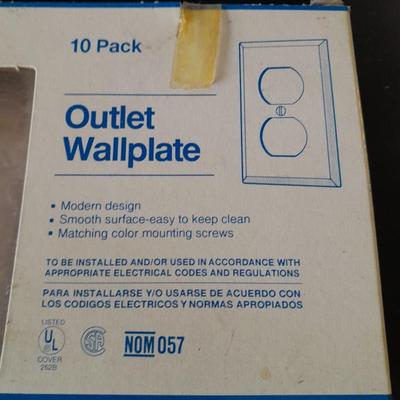 10 Pack
Outlet
Wallplate
• Modern design
• Smooth surface-easy to keep clean
• Matching color mounting screws
TO BE INSTALLED AND/OR USED IN ACCORDANCE WITH
APPROPRIATE ELECTRICAL CODES AND REGULATIONS
PARA INSTALLARSE Y/O USARSE DE ACUERDO CON
LOS CODIGOS ELECTRICOS Y NORMAS APROPIADOS
LISTED
UL
COVER
262B
SA
NOM 057